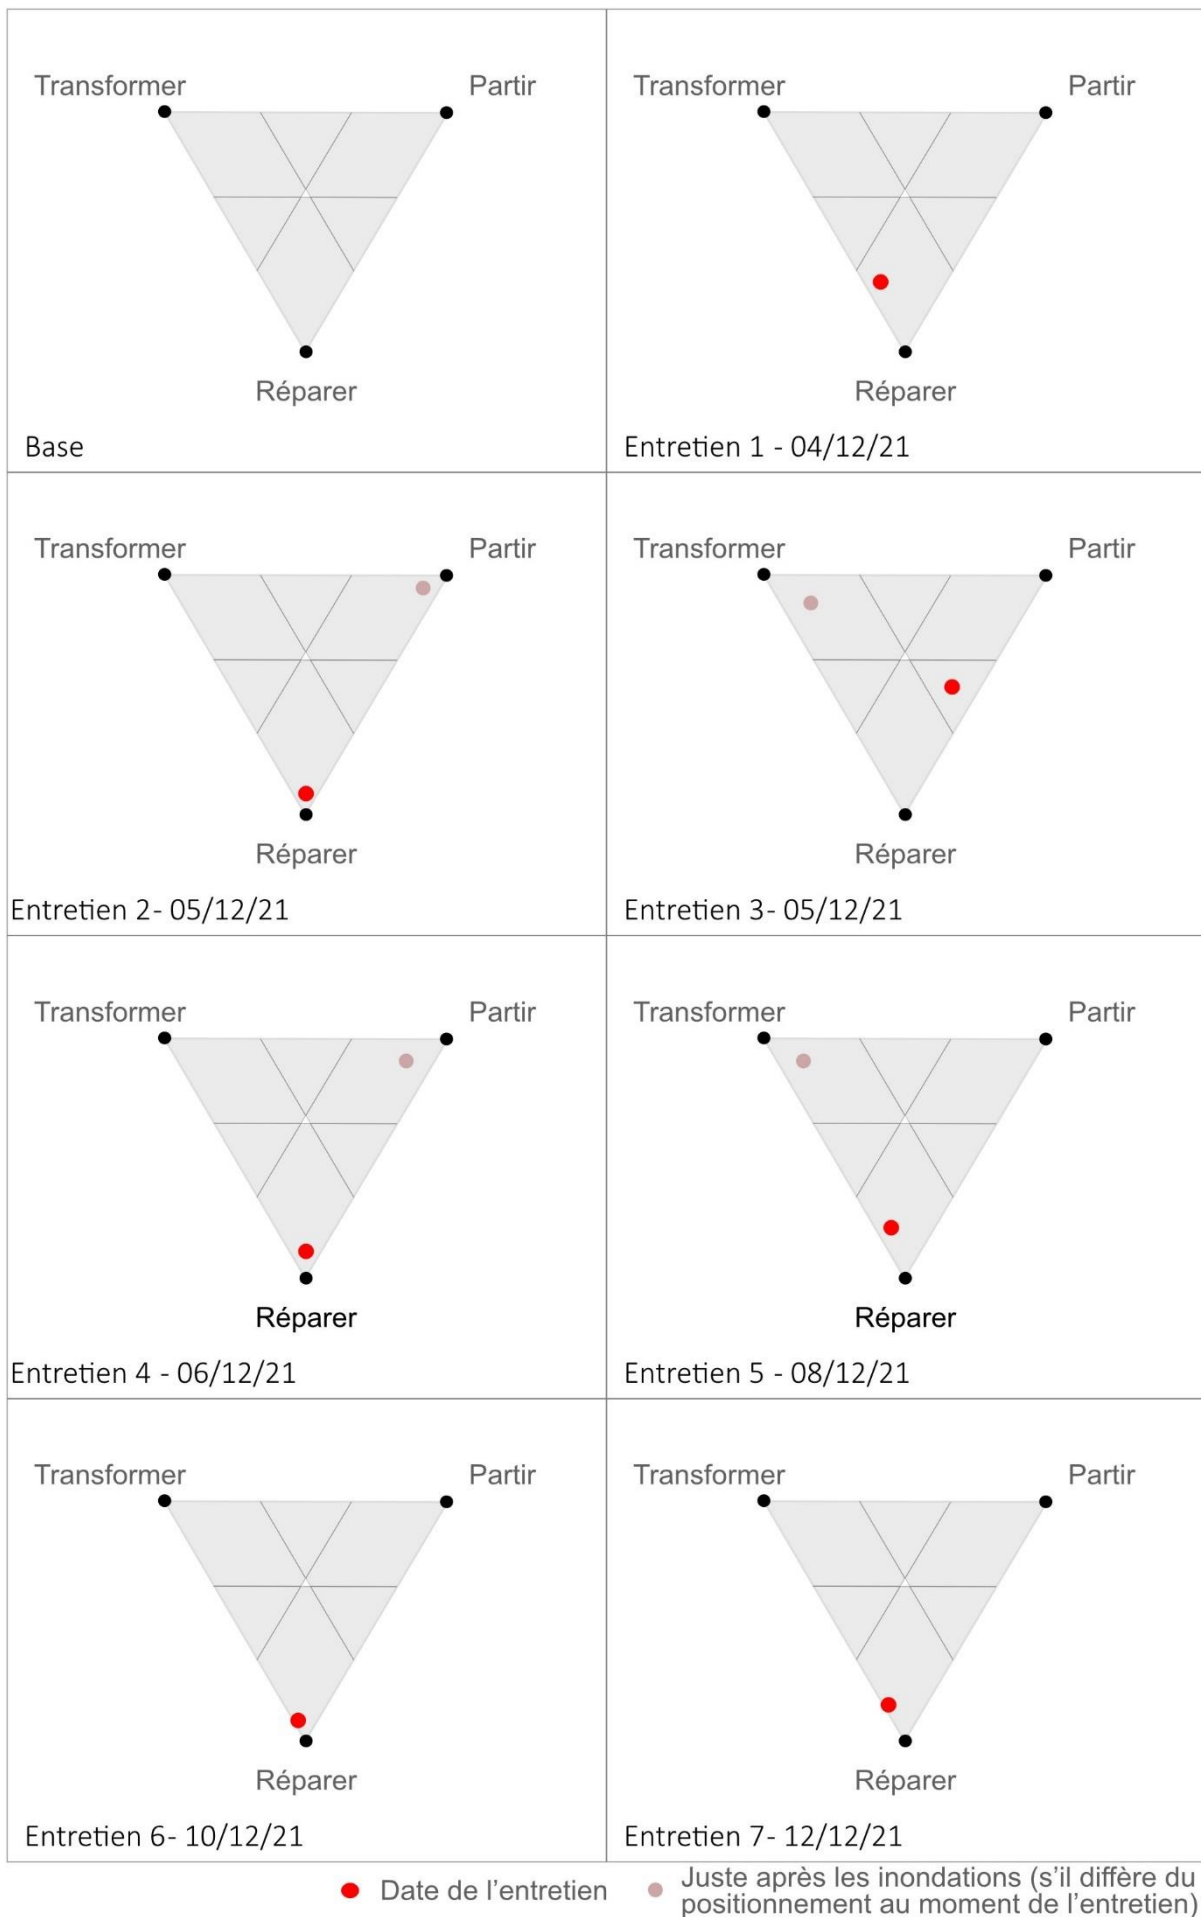 Transformer Partir
Réparer
Base
Transformer Partir
Réparer
Entretien 1 - 04/12/21
Transformer Partir
Réparer
Entretien 2- 05/12/21
Transformer Partir
Réparer
Entretien 3- 05/12/21
Transformer Partir
Réparer
Entretien 4 - 06/12/21
Transformer Partir
Réparer
Entretien 5 - 08/12/21
Transformer Partir
Réparer
Entretien 6- 10/12/21
Transformer Partir
Réparer
Entretien 7- 12/12/21
Date de l’entretien
Juste après les inondations (s’il diffère du
positionnement au moment de l’entretien)